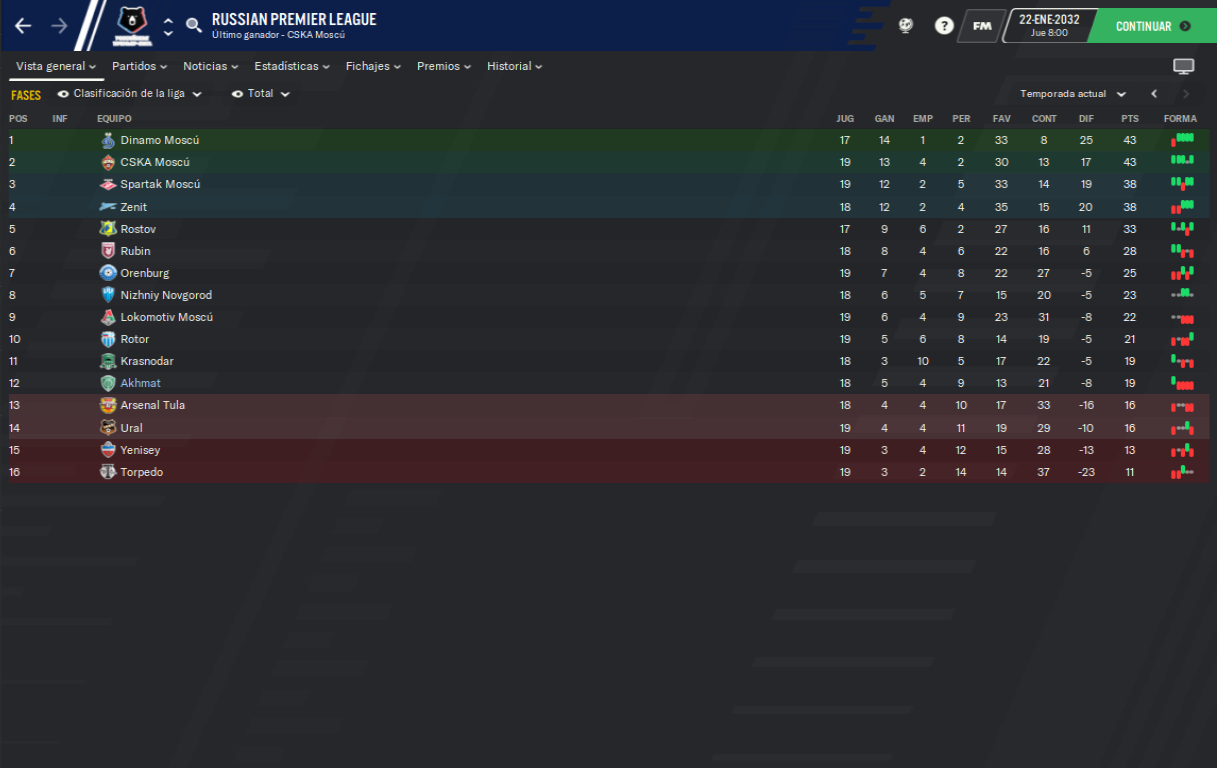 RUSSIAN PREMIER LEAGUE
Último ganador - CSKA Moscú
?
FM
22-ENE-2032
Jue 8:00
CONTINUAR
Vista general Partidos Noticias Estadísticas Fichajes Premios Historial
FASES Clasificación de la liga Total Temporada actual
POS INF EQUIPO JUG GAN EMP PER FAV CONT DIF PTS FORMA
1 Dinamo Moscú 17 14 1 2 33 8 25 43
2 CSKA Moscú 19 13 4 2 30 13 17 43
3 Spartak Moscú 19 12 2 5 33 14 19 38
4 Zenit 18 12 2 4 35 15 20 38
5 Rostov 17 9 6 2 27 16 11 33
6 Rubin 18 8 4 6 22 16 6 28
7 Orenburg 19 7 4 8 22 27 -5 25
8 Nizhniy Novgorod 18 6 5 7 15 20 -5 23
9 Lokomotiv Moscú 19 6 4 9 23 31 -8 22
10 Rotor 19 5 6 8 14 19 -5 21
11 Krasnodar 18 3 10 5 17 22 -5 19
12 Akhmat 18 5 4 9 13 21 -8 19
13 Arsenal Tula 18 4 4 10 17 33 -16 16
14 Ural 19 4 4 11 19 29 -10 16
15 Yenisey 19 3 4 12 15 28 -13 13
16 Torpedo 19 3 2 14 14 37 -23 11